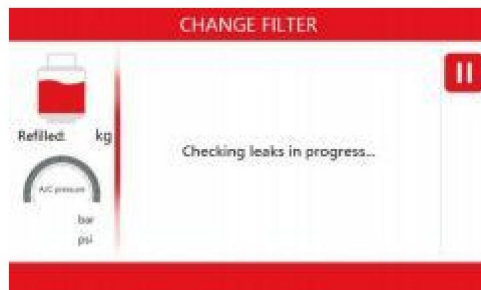 CHANGE FILTER
Refilled: kg
A/C pressure
bar
psi
Checking leaks in progress...